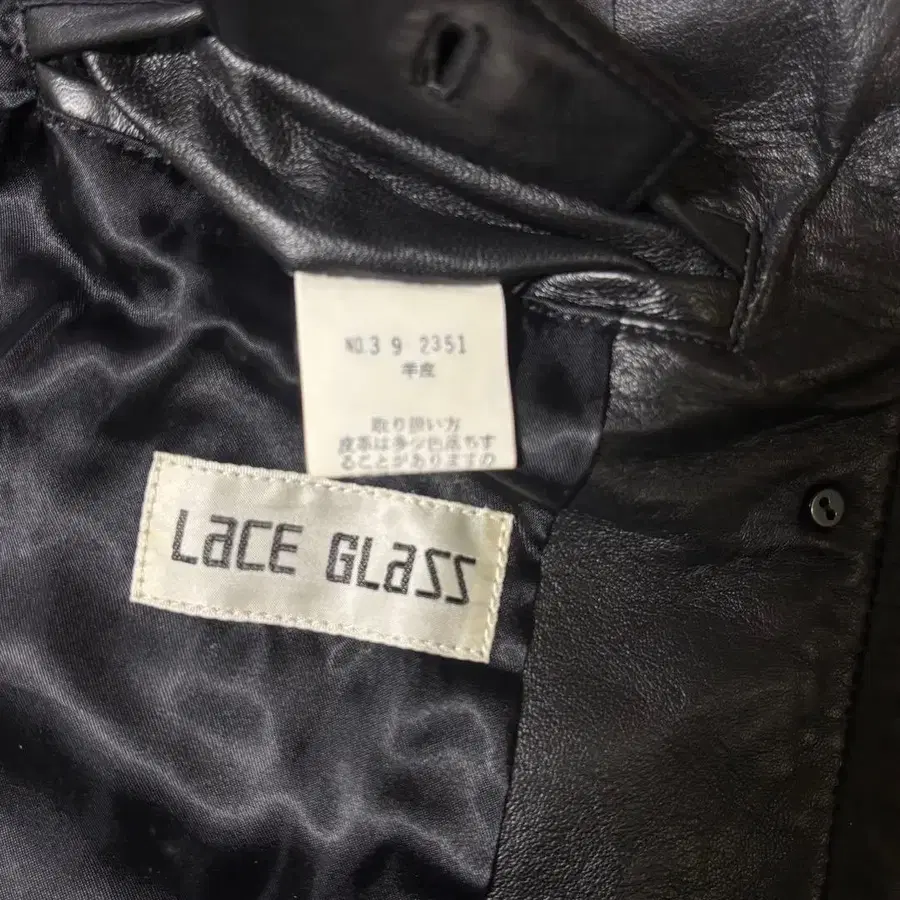 NO.3 9 2351
羊皮
取り扱い方
皮革は多少色落ちす
ることがありますの
LaCE GLaSS